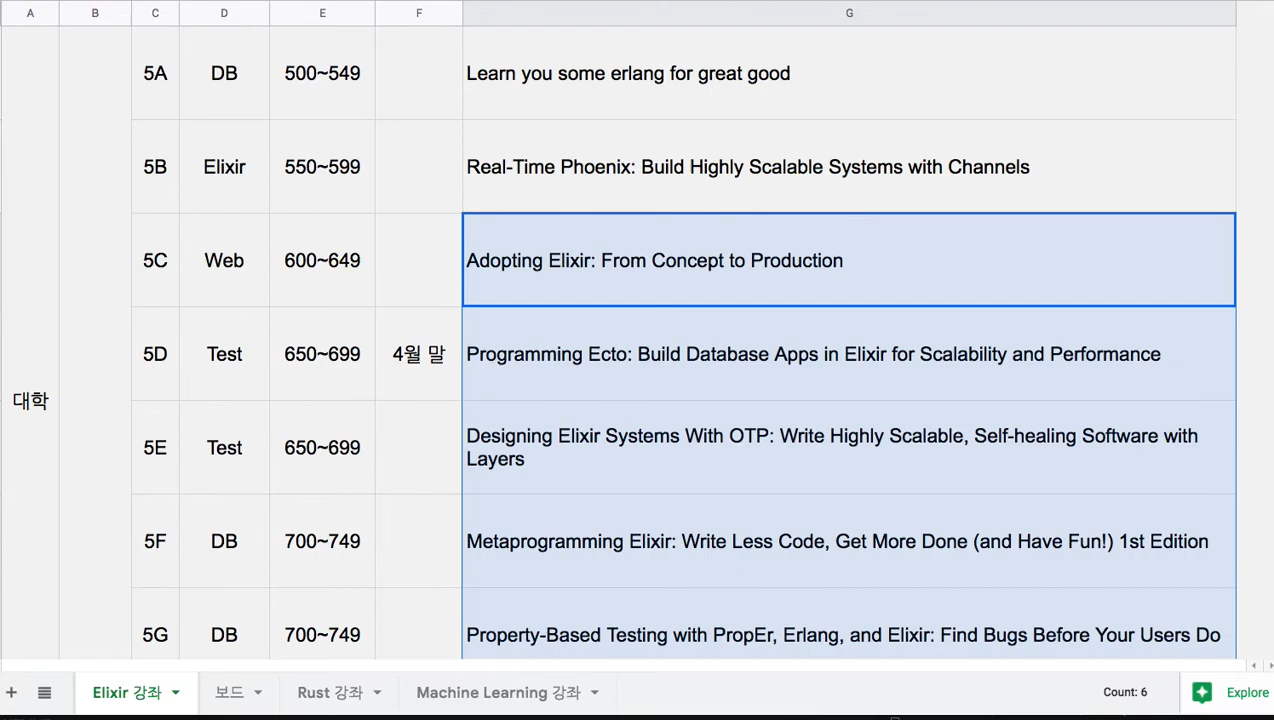 A B C D E F G
5A DB 500~549 Learn you some erlang for great good
5B Elixir 550~599 Real-Time Phoenix: Build Highly Scalable Systems with Channels
5C Web 600~649 Adopting Elixir: From Concept to Production
5D Test 650~699 4월 말 Programming Ecto: Build Database Apps in Elixir for Scalability and Performance
대학
5E Test 650~699 Designing Elixir Systems With OTP: Write Highly Scalable, Self-healing Software with
Layers
5F DB 700~749 Metaprogramming Elixir: Write Less Code, Get More Done (and Have Fun!) 1st Edition
5G DB 700~749 Property-Based Testing with PropEr, Erlang, and Elixir: Find Bugs Before Your Users Do
Elixir 강좌 보드 Rust 강좌 Machine Learning 강좌 Count: 6 Explore